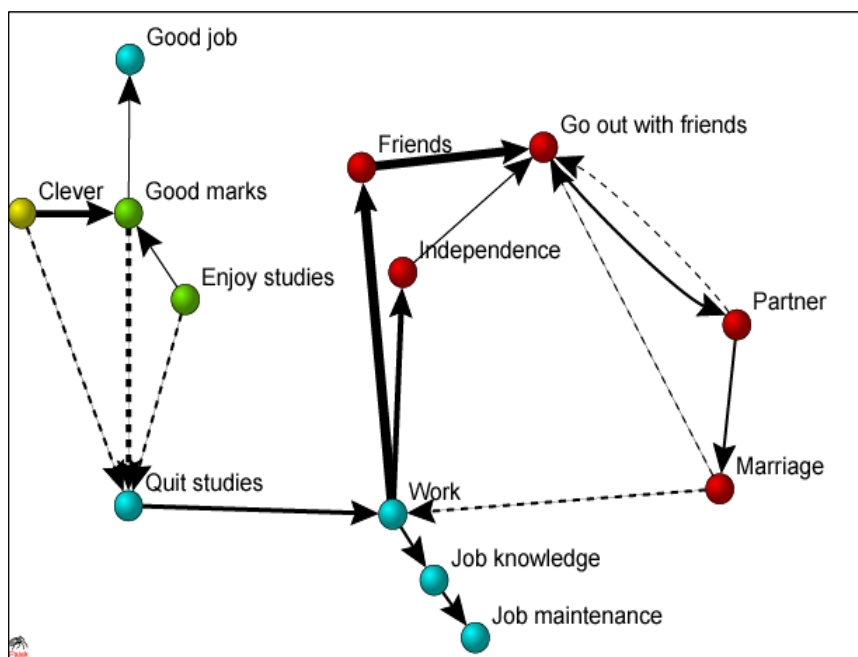 Good job
Go out with friends
Friends
Clever
Good marks
Independence
Enjoy studies
Partner
Marriage
Quit studies
Work
Job knowledge
Job maintenance
Pajek